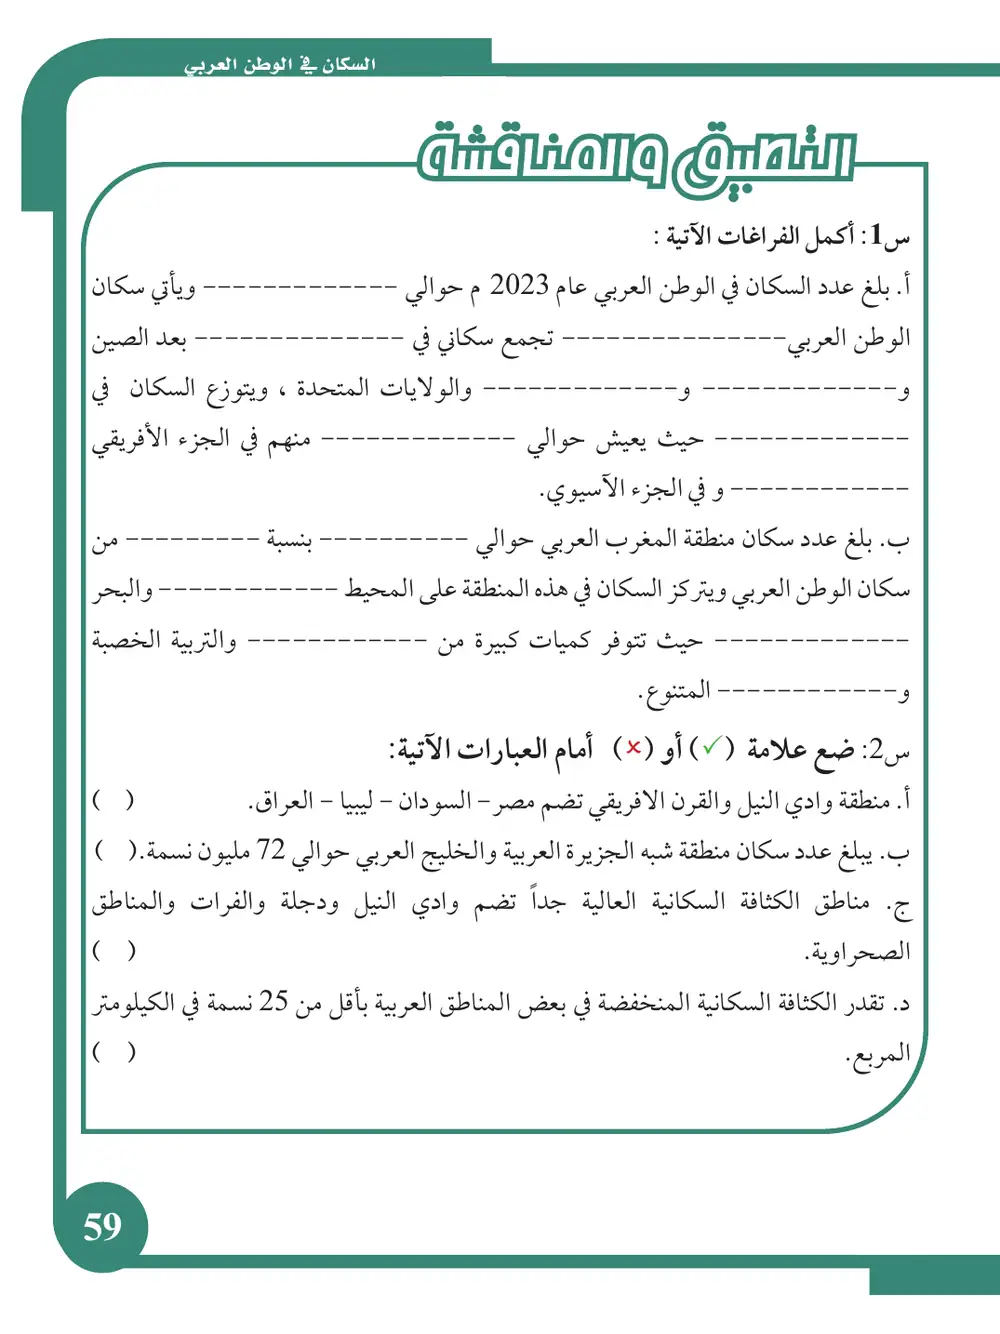 السكان في الوطن العربي
التطبيق والمناقشة
س1: أكمل الفراغات الآتية :
أ. بلغ عدد السكان في الوطن العربي عام 2023 م حوالي ------------- ويأتي سكان
الوطن العربي--------------- تجمع سكاني في -------------- بعد الصين
و------------ و------------- والولايات المتحدة ، ويتوزع السكان في
------------- حيث يعيش حوالي ------------- منهم في الجزء الأفريقي
------------ و في الجزء الآسيوي.
ب. بلغ عدد سكان منطقة المغرب العربي حوالي ---------- بنسبة --------- من
سكان الوطن العربي ويتركز السكان في هذه المنطقة على المحيط ------------ والبحر
------------- حيث تتوفر كميات كبيرة من ------------ والتربية الخصبة
و------------ المتنوع.
س2: ضع علامة (✓) أو (×) أمام العبارات الآتية:
أ. منطقة وادي النيل والقرن الافريقي تضم مصر- السودان - ليبيا - العراق. ( )
ب. يبلغ عدد سكان منطقة شبه الجزيرة العربية والخليج العربي حوالي 72 مليون نسمة.( )
ج. مناطق الكثافة السكانية العالية جداً تضم وادي النيل ودجلة والفرات والمناطق
الصحراوية. ( )
د. تقدر الكثافة السكانية المنخفضة في بعض المناطق العربية بأقل من 25 نسمة في الكيلومتر
المربع. ( )
59